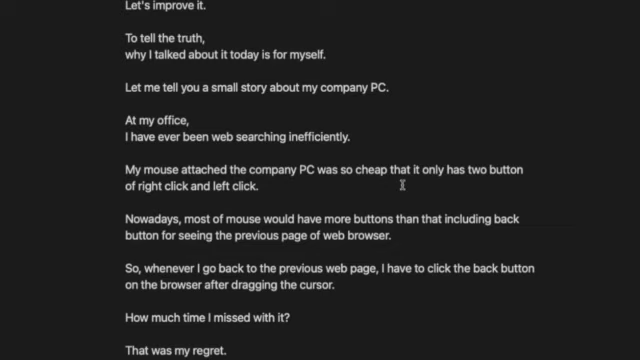 Let's improve it.
To tell the truth,
why I talked about it today is for myself.
Let me tell you a small story about my company PC.
At my office,
I have ever been web searching inefficiently.
My mouse attached the company PC was so cheap that it only has two button
of right click and left click.
Nowadays, most of mouse would have more buttons than that including back
button for seeing the previous page of web browser.
So, whenever I go back to the previous web page, I have to click the back button
on the browser after dragging the cursor.
How much time I missed with it?
That was my regret.